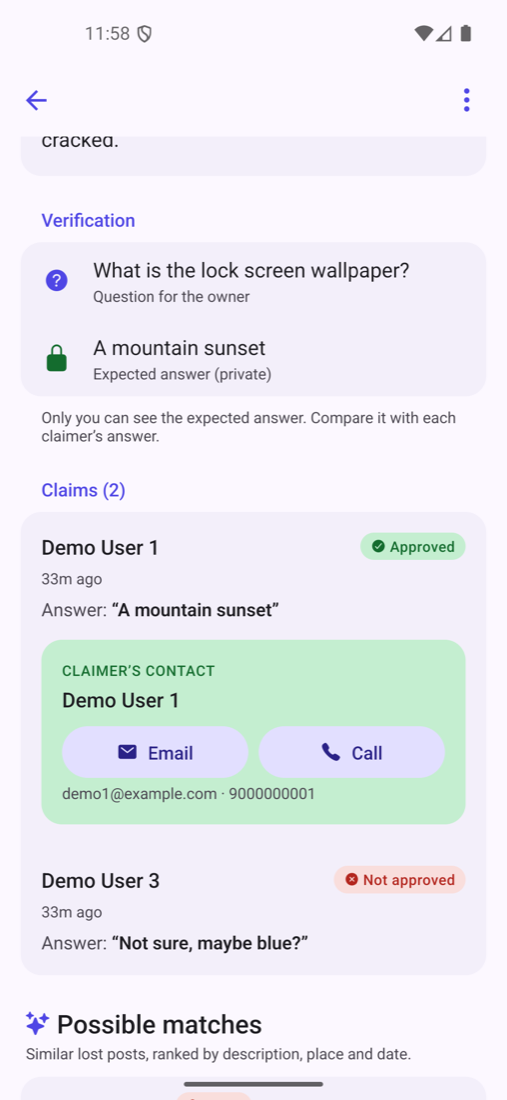 11:58
cracked.
Verification
What is the lock screen wallpaper?
Question for the owner
A mountain sunset
Expected answer (private)
Only you can see the expected answer. Compare it with each
claimer’s answer.
Claims (2)
Demo User 1
Approved
33m ago
Answer: “A mountain sunset”
CLAIMER’S CONTACT
Demo User 1
Email
Call
demo1@example.com · 9000000001
Demo User 3
Not approved
33m ago
Answer: “Not sure, maybe blue?”
Possible matches
Similar lost posts, ranked by description, place and date.